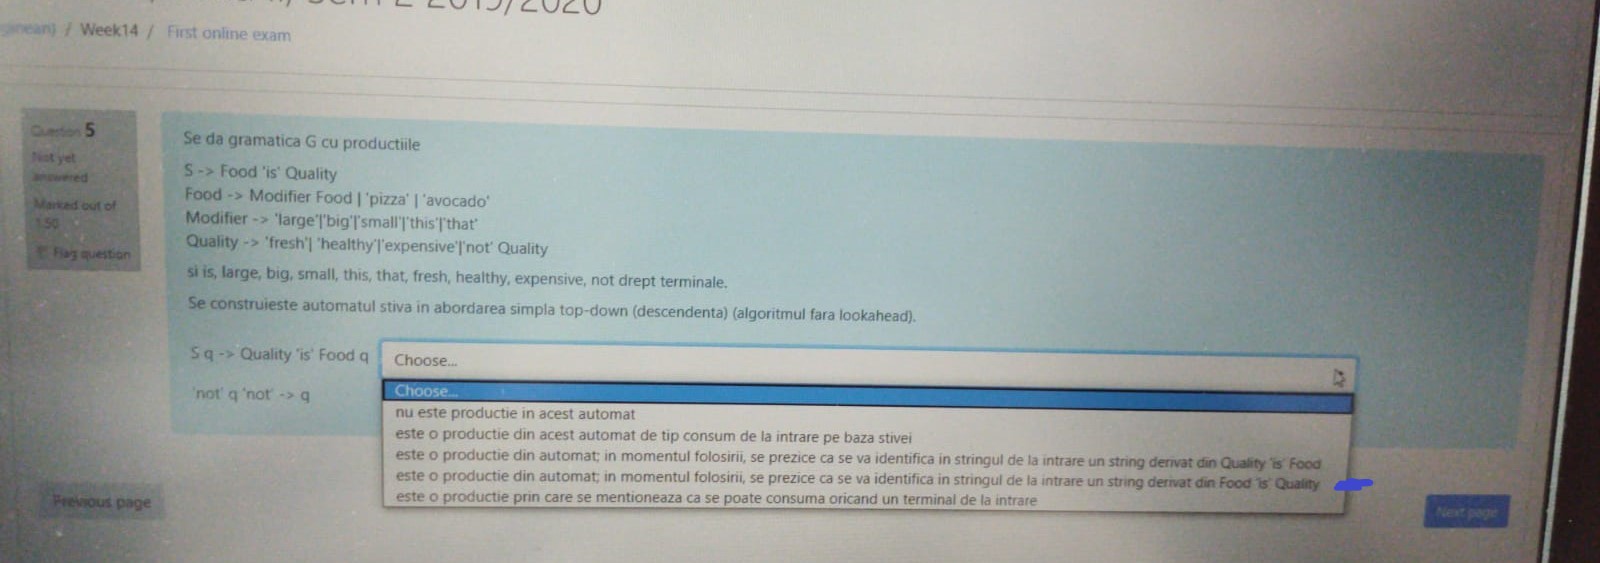 Sem 2 2019/2020
/ Week14 / First online exam
Question 5
Not yet
answered
Marked out of
1.50
Flag question
Se da gramatica G cu productiile
S -> Food 'is' Quality
Food -> Modifier Food | 'pizza' | 'avocado'
Modifier -> 'large'|'big'|'small'|'this'|'that'
Quality -> 'fresh'| 'healthy'|'expensive'|'not' Quality
si is, large, big, small, this, that, fresh, healthy, expensive, not drept terminale.
Se construieste automatul stiva in abordarea simpla top-down (descendenta) (algoritmul fara lookahead).
S q -> Quality 'is' Food q
Choose...
'not' q 'not' -> q
Choose...
nu este productie in acest automat
este o productie din acest automat de tip consum de la intrare pe baza stivei
este o productie din automat; in momentul folosirii, se prezice ca se va identifica in stringul de la intrare un string derivat din Quality 'is' Food
este o productie din automat; in momentul folosirii, se prezice ca se va identifica in stringul de la intrare un string derivat din Food 'is' Quality
este o productie prin care se mentioneaza ca se poate consuma oricand un terminal de la intrare
Previous page
Next page